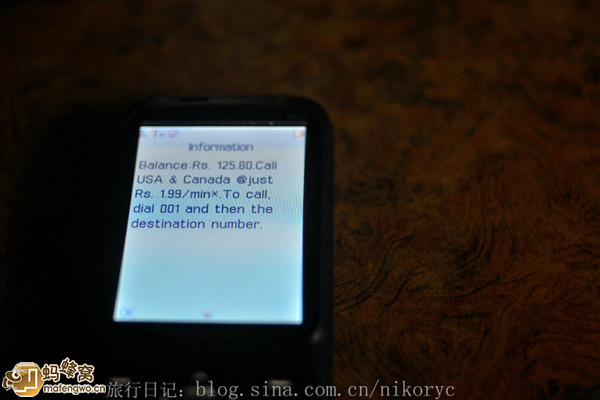 Information
Balance:Rs. 125.80.Call
USA & Canada @just
Rs. 1.99/min*.To call,
dial 001 and then the
destination number.
OK
蚂蜂窝
mafengwo.cn
旅行日记：blog.sina.com.cn/nikoryc